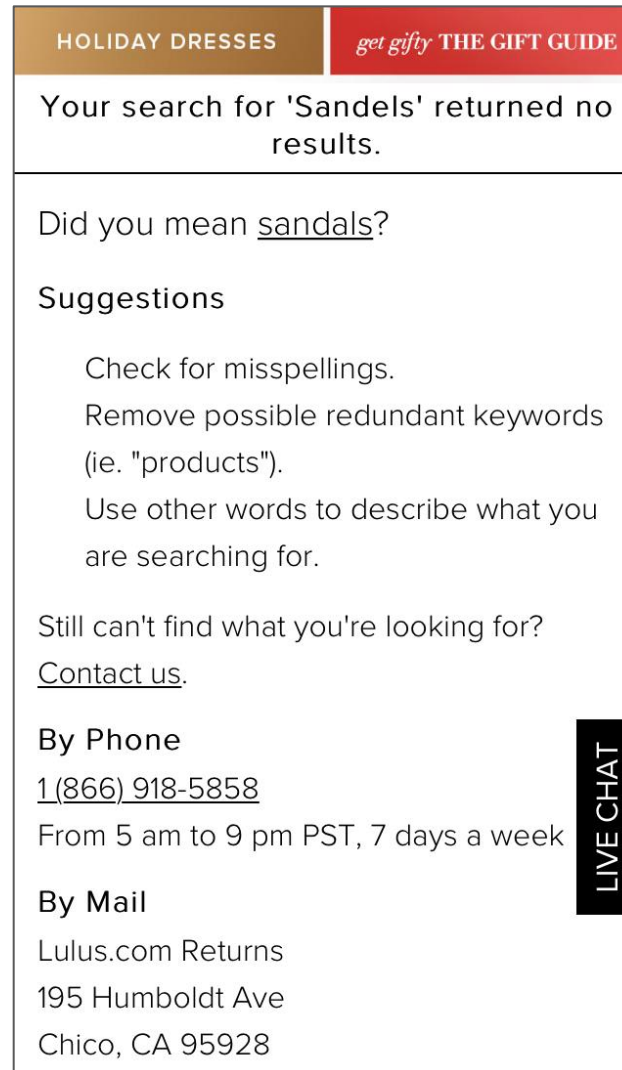 HOLIDAY DRESSES
get gifty THE GIFT GUIDE
Your search for 'Sandels' returned no
results.
Did you mean sandals?
Suggestions
Check for misspellings.
Remove possible redundant keywords
(ie. "products").
Use other words to describe what you
are searching for.
Still can't find what you're looking for?
Contact us.
By Phone
1 (866) 918-5858
From 5 am to 9 pm PST, 7 days a week
LIVE CHAT
By Mail
Lulus.com Returns
195 Humboldt Ave
Chico, CA 95928